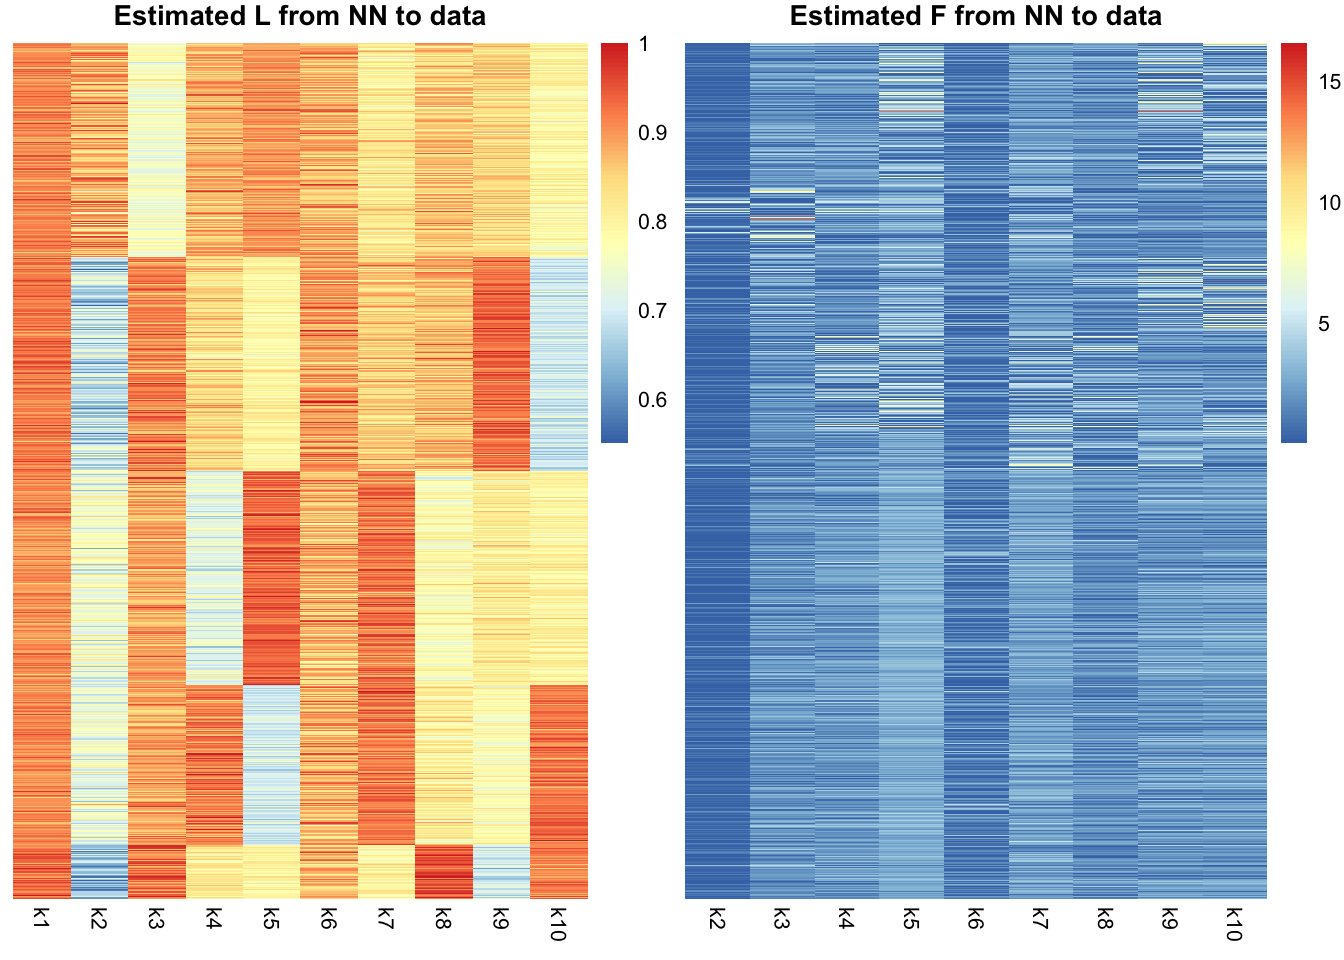 Estimated L from NN to data
1
0.9
0.8
0.7
0.6
k1 k2 k3 k4 k5 k6 k7 k8 k9 k10
Estimated F from NN to data
15
10
5
k2 k3 k4 k5 k6 k7 k8 k9 k10